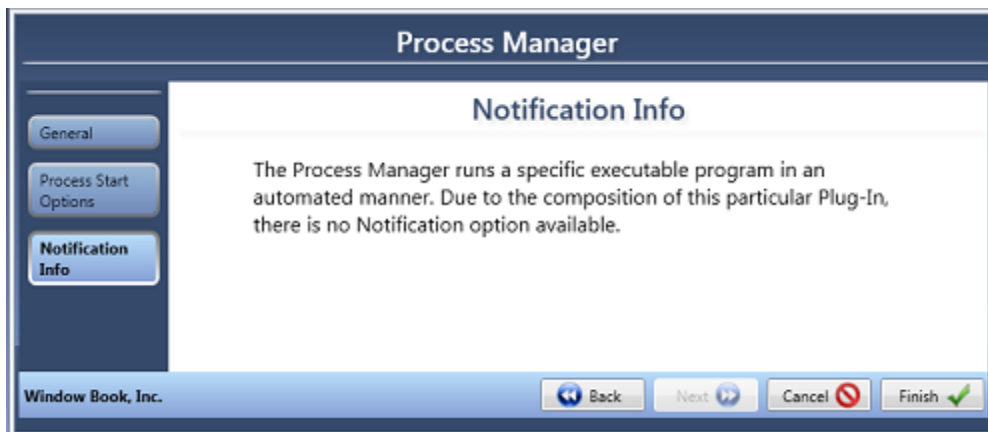 Process Manager
General
Process Start
Options
Notification
Info
Notification Info
The Process Manager runs a specific executable program in an
automated manner. Due to the composition of this particular Plug-In,
there is no Notification option available.
Window Book, Inc.
Back
Next
Cancel
Finish